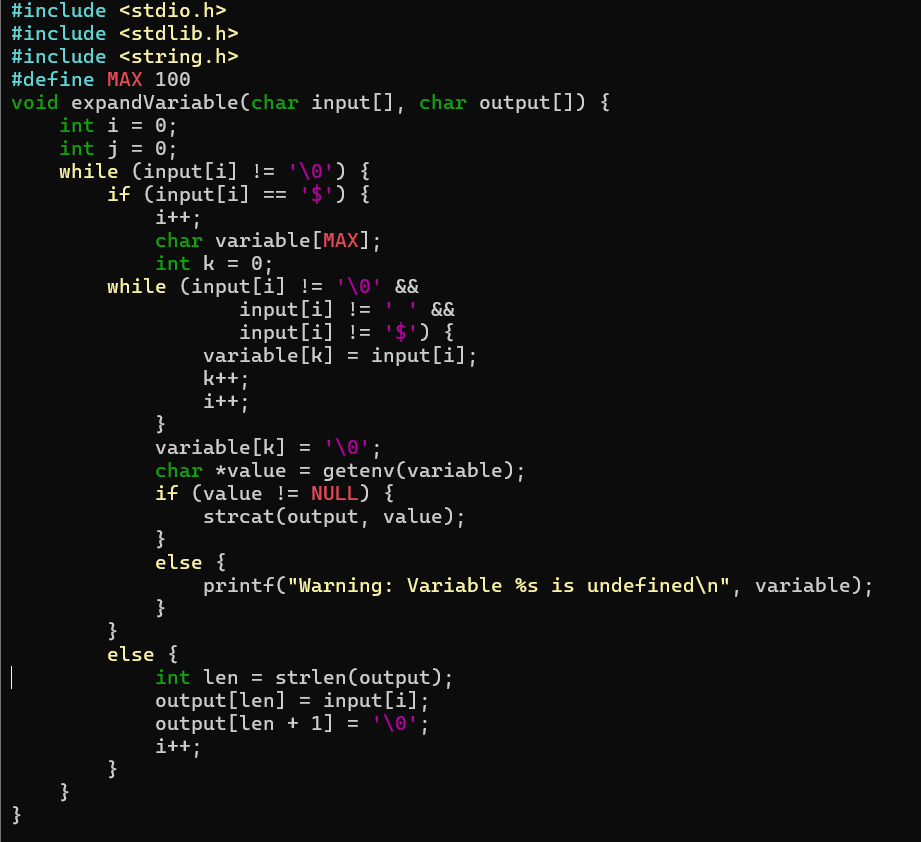 #include <stdio.h>
#include <stdlib.h>
#include <string.h>
#define MAX 100
void expandVariable(char input[], char output[]) {
    int i = 0;
    int j = 0;
    while (input[i] != '\0') {
        if (input[i] == '$') {
            i++;
            char variable[MAX];
            int k = 0;
        while (input[i] != '\0' &&
                   input[i] != ' ' &&
                   input[i] != '$') {
                variable[k] = input[i];
                k++;
                i++;
            }
            variable[k] = '\0';
            char *value = getenv(variable);
            if (value != NULL) {
                strcat(output, value);
            }
            else {
                printf("Warning: Variable %s is undefined\n", variable);
            }
        }
        else {
            int len = strlen(output);
            output[len] = input[i];
            output[len + 1] = '\0';
            i++;
        }
    }
}